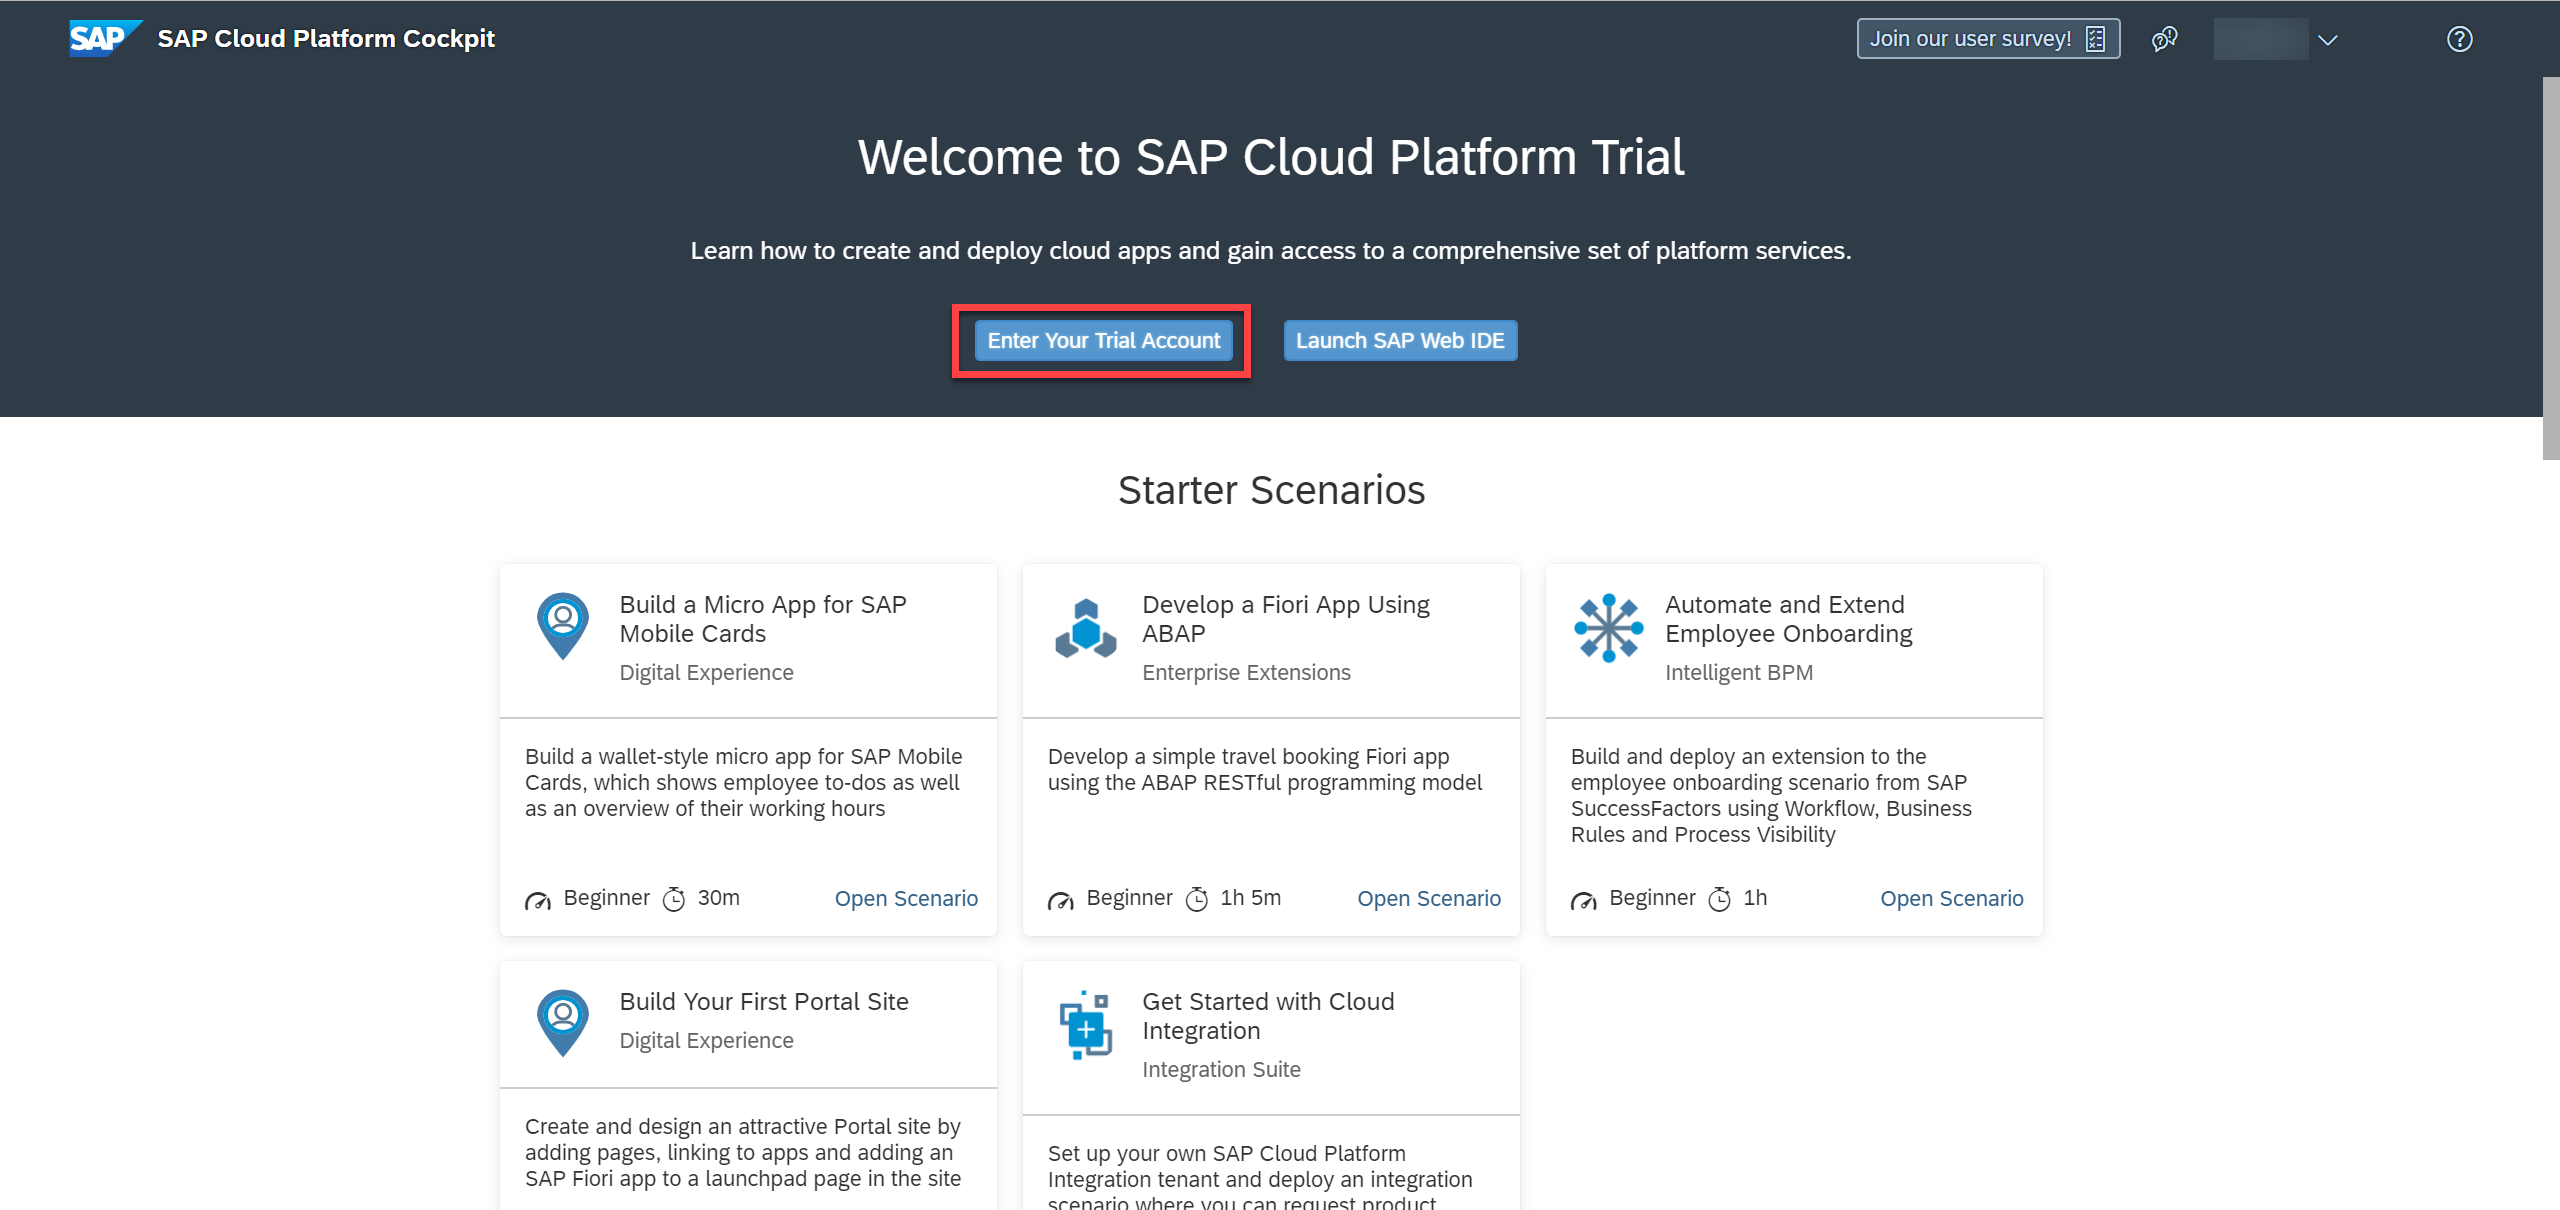 SAP SAP Cloud Platform Cockpit
Join our user survey!
Welcome to SAP Cloud Platform Trial
Learn how to create and deploy cloud apps and gain access to a comprehensive set of platform services.
Enter Your Trial Account
Launch SAP Web IDE
Starter Scenarios
Build a Micro App for SAP
Mobile Cards
Digital Experience
Build a wallet-style micro app for SAP Mobile
Cards, which shows employee to-dos as well
as an overview of their working hours
Beginner 30m Open Scenario
Develop a Fiori App Using
ABAP
Enterprise Extensions
Develop a simple travel booking Fiori app
using the ABAP RESTful programming model
Beginner 1h 5m Open Scenario
Automate and Extend
Employee Onboarding
Intelligent BPM
Build and deploy an extension to the
employee onboarding scenario from SAP
SuccessFactors using Workflow, Business
Rules and Process Visibility
Beginner 1h Open Scenario
Build Your First Portal Site
Digital Experience
Create and design an attractive Portal site by
adding pages, linking to apps and adding an
SAP Fiori app to a launchpad page in the site
Get Started with Cloud
Integration
Integration Suite
Set up your own SAP Cloud Platform
Integration tenant and deploy an integration
scenario where you can request product